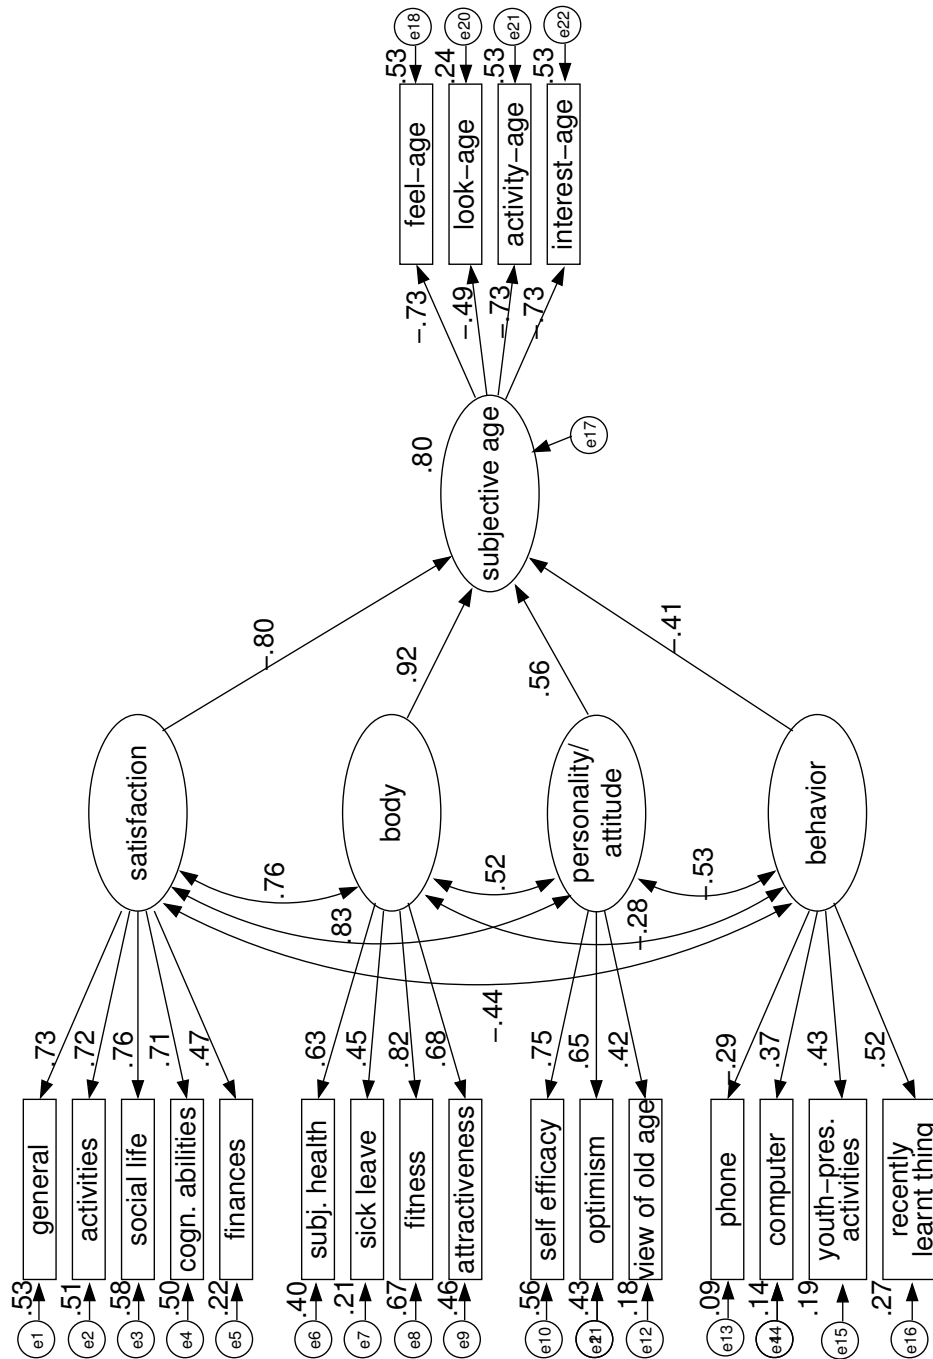 .53
e1
general
.73
.51
e2
activities
.72
.58
e3
social life
.76
.50
e4
cogn. abilities
.71
.22
e5
finances
.47
satisfaction
.40
e6
subj. health
.63
.21
e7
sick leave
.45
.67
e8
fitness
.82
.46
e9
attractiveness
.68
body
.56
e10
self efficacy
.75
.43
optimism
.65
.18
e12
view of old age
.42
personality/
attitude
.09
e13
phone
−.29
.14
computer
.37
.19
e15
youth−pres.
activities
.43
.27
e16
recently
learnt thing
.52
behavior
.76
.83
−.44
.52
−.28
−.53
−.80
.92
.56
−.41
.80
subjective age
e17
−.73
feel−age
.53
e18
−.49
look−age
.24
e20
−.73
activity−age
.53
e21
−.73
interest−age
.53
e22